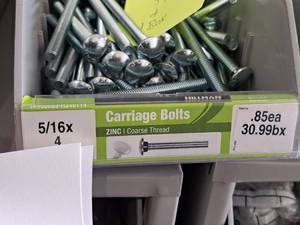 Carriage Bolts
ZINC | Coarse Thread
5/16x
4
.85ea
30.99bx